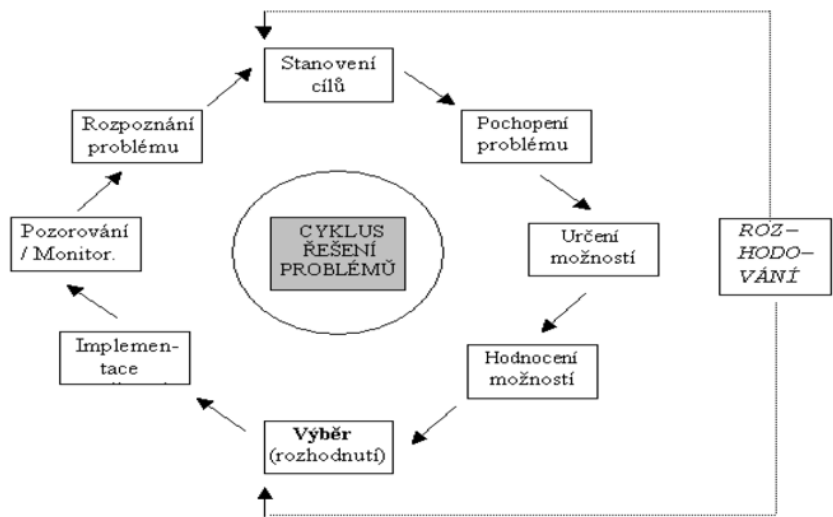 Stanovení
cílů
Rozpoznání
problému
Pochopení
problému
Pozorování
/ Monitor.
CYKLUS
ŘEŠENÍ
PROBLÉMŮ
Určení
možností
ROZ-
HODO-
VÁNÍ
Implemen-
tace
Hodnocení
možností
Výběr
(rozhodnutí)